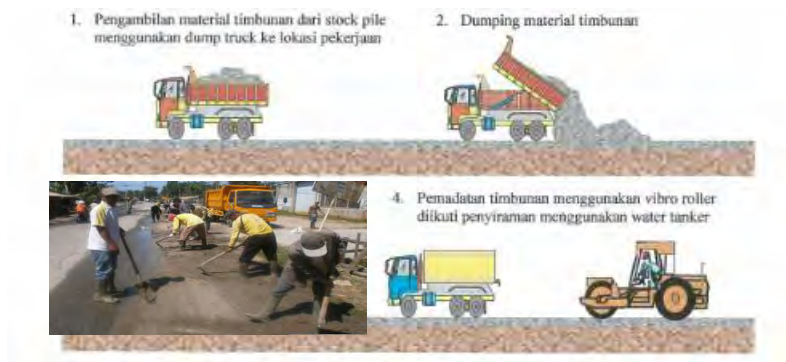 1. Pengambilan material timbunan dari stock pile
menggunakan dump truck ke lokasi pekerjaan
2. Dumping material timbunan
4. Pemadatan timbunan menggunakan vibro roller
diikuti penyiraman menggunakan water tanker